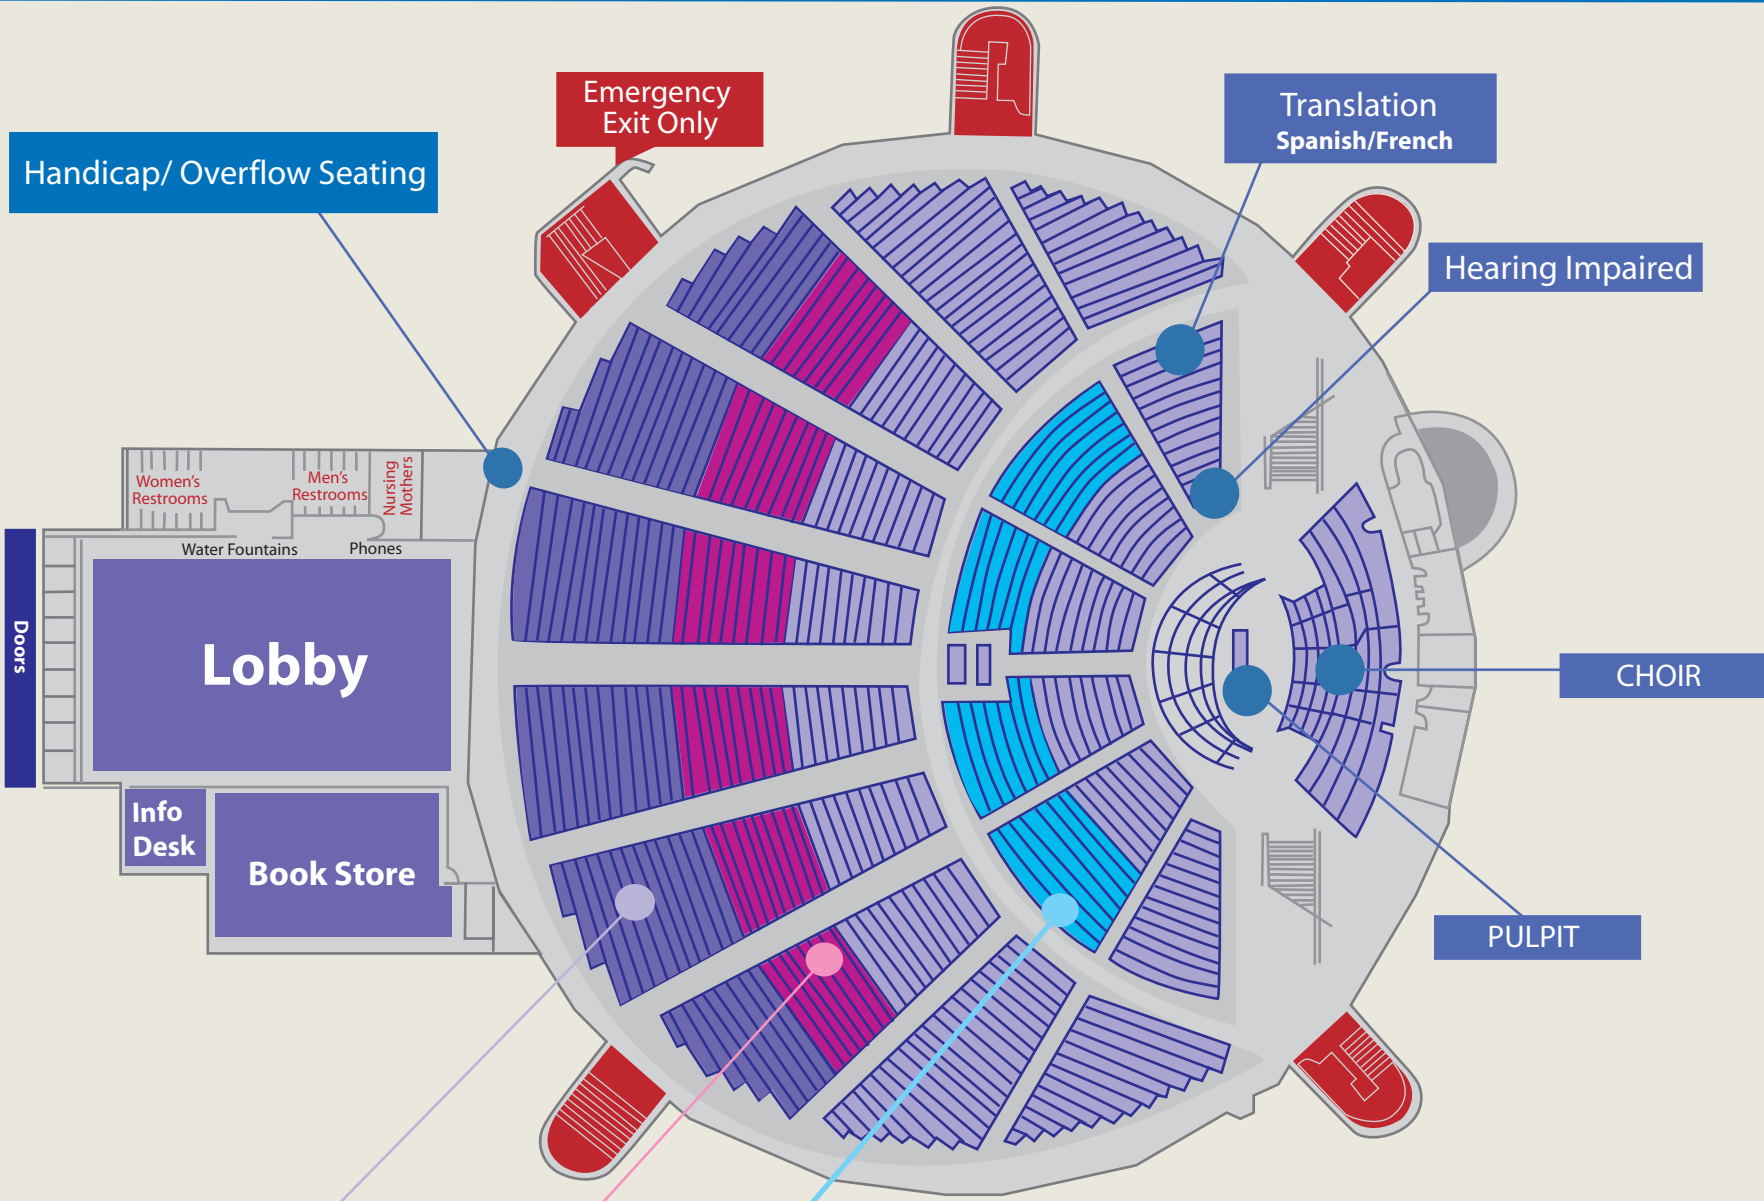 Emergency
Exit Only
Translation
Spanish/French
Handicap/ Overflow Seating
Hearing Impaired
Women's
Restrooms
Men's
Restrooms
Nursing
Mothers
Water Fountains
Phones
Doors
Lobby
CHOIR
Info
Desk
Book Store
PULPIT